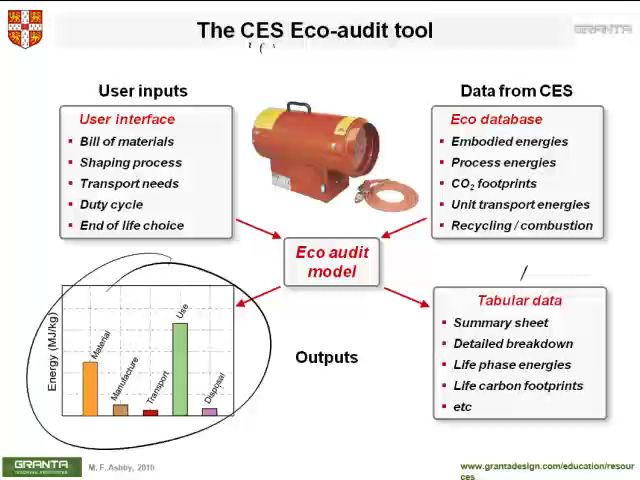 The CES Eco-audit tool
GRANTA
User inputs
User interface
Bill of materials
Shaping process
Transport needs
Duty cycle
End of life choice
Data from CES
Eco database
Embodied energies
Process energies
CO2 footprints
Unit transport energies
Recycling / combustion
Eco audit
model
Energy (MJ/kg)
Material
Manufacture
Transport
Use
Disposal
Outputs
Tabular data
Summary sheet
Detailed breakdown
Life phase energies
Life carbon footprints
etc
GRANTA
M. F. Ashby, 2010
www.grantadesign.com/education/resour
ces